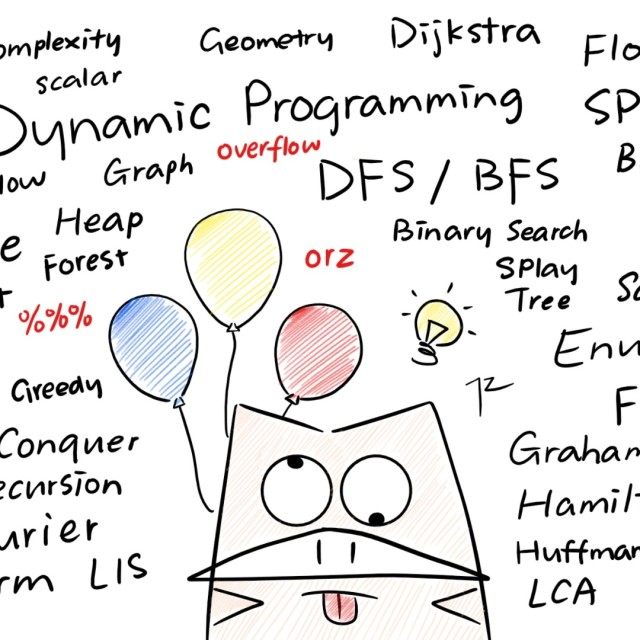 omplexity
Geometry
Dijkstra
Flo
scalar
Dynamic Programming
SP
low
Graph
overflow
DFS / BFS
B
Heap
Binary Search
e
Forest
orz
SPlay
Tree
So
t
%%%
Enu
Greedy
F
Conquer
Graham
ecursion
Hamilt
urier
Huffman
rm LIS
LCA